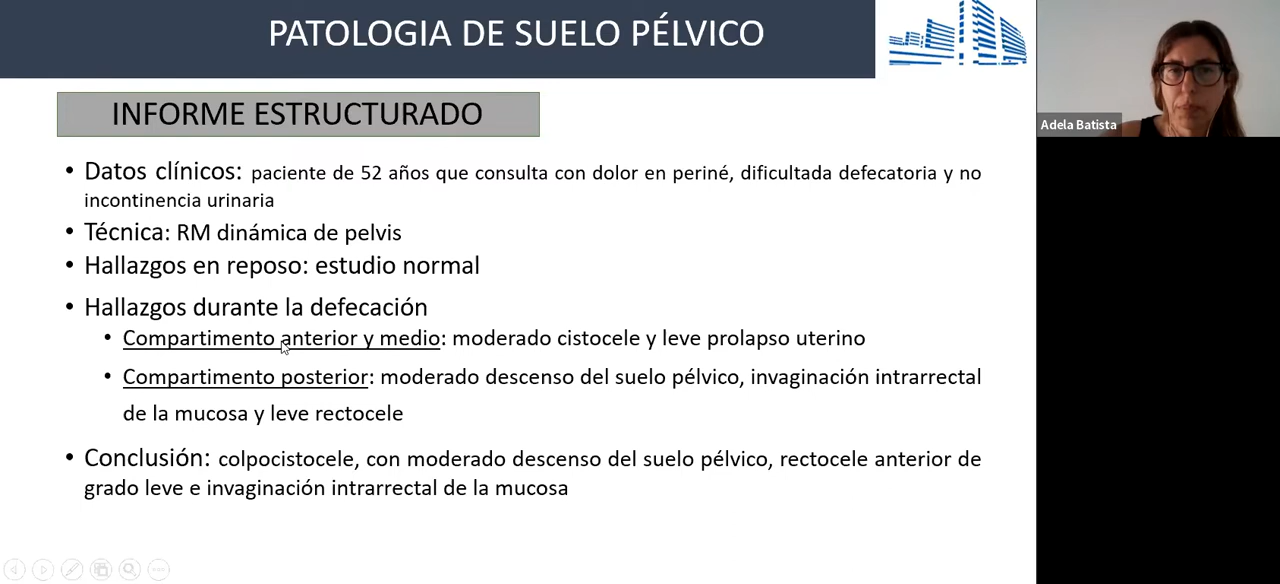 PATOLOGIA DE SUELO PÉLVICO
INFORME ESTRUCTURADO
• Datos clínicos: paciente de 52 años que consulta con dolor en periné, dificultada defecatoria y no
incontinencia urinaria
• Técnica: RM dinámica de pelvis
• Hallazgos en reposo: estudio normal
• Hallazgos durante la defecación
• Compartimento anterior y medio: moderado cistocele y leve prolapso uterino
• Compartimento posterior: moderado descenso del suelo pélvico, invaginación intrarrectal
de la mucosa y leve rectocele
• Conclusión: colpocistocele, con moderado descenso del suelo pélvico, rectocele anterior de
grado leve e invaginación intrarrectal de la mucosa
Adela Batista